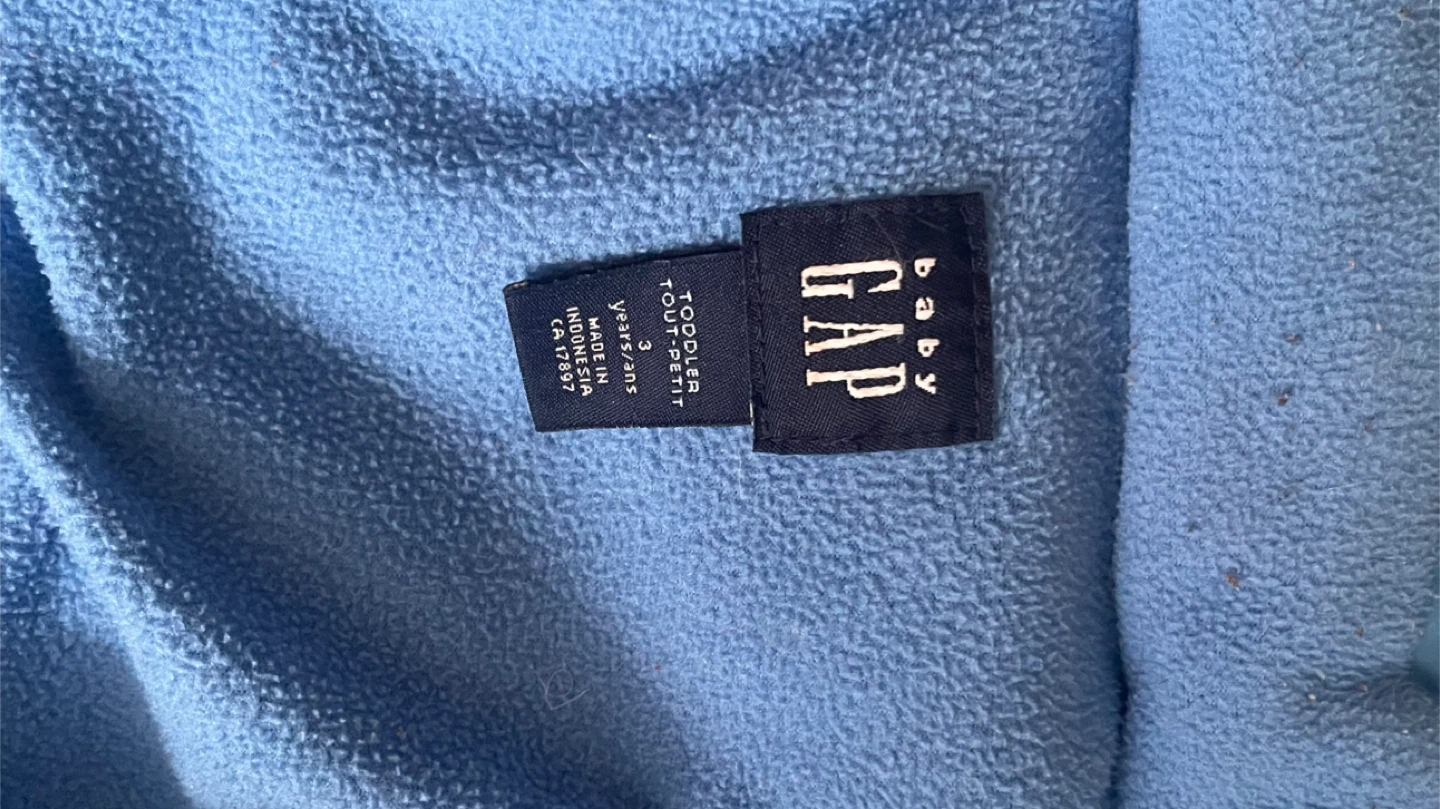 baby
GAP
TODDLER
TOUT-PETIT
3
years/ans
MADE IN
INDONESIA
CA 17897